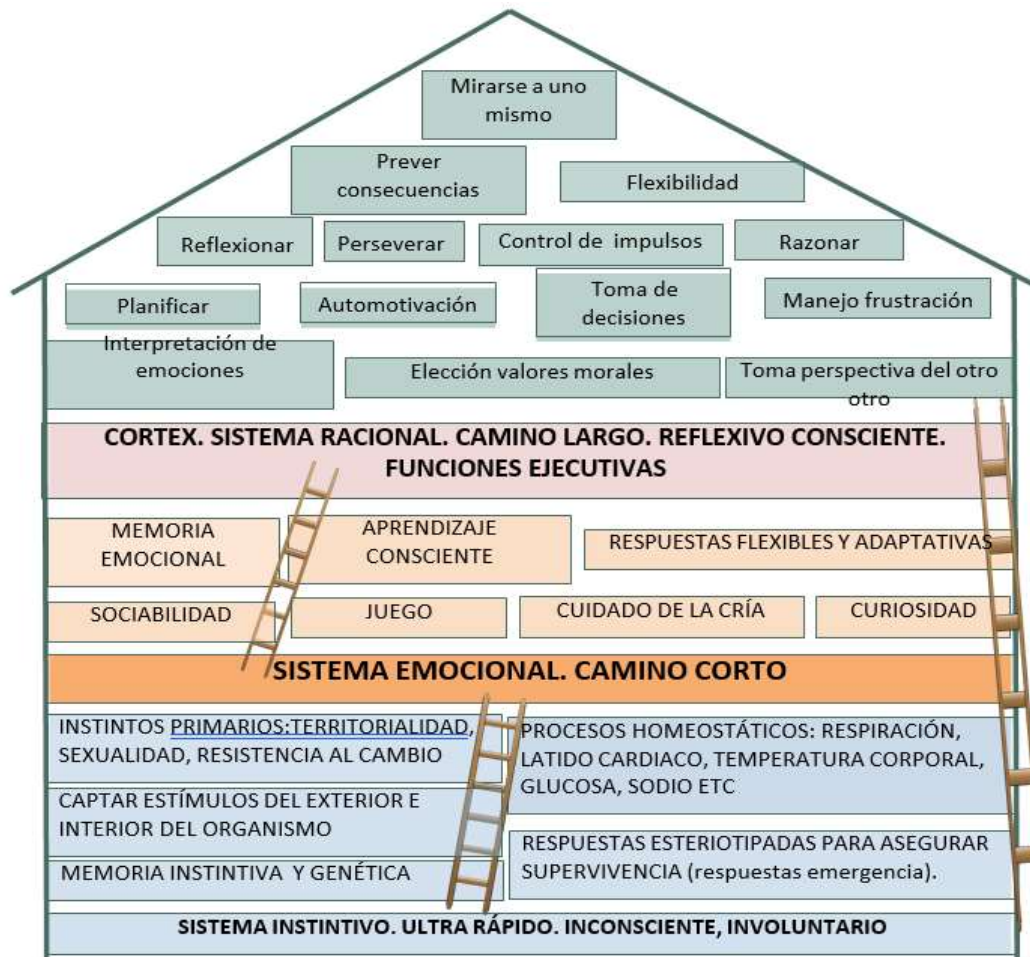 Mirarse a uno
mismo
Prever
consecuencias
Flexibilidad
Reflexionar
Perseverar
Control de impulsos
Razonar
Planificar
Automotivación
Toma de
decisiones
Manejo frustración
Interpretación de
emociones
Elección valores morales
Toma perspectiva del otro
otro
CORTEX. SISTEMA RACIONAL. CAMINO LARGO. REFLEXIVO CONSCIENTE.
FUNCIONES EJECUTIVAS
MEMORIA
EMOCIONAL
APRENDIZAJE
CONSCIENTE
RESPUESTAS FLEXIBLES Y ADAPTATIVAS
SOCIABILIDAD
JUEGO
CUIDADO DE LA CRÍA
CURIOSIDAD
SISTEMA EMOCIONAL. CAMINO CORTO
INSTINTOS PRIMARIOS:TERRITORIALIDAD,
SEXUALIDAD, RESISTENCIA AL CAMBIO
PROCESOS HOMEOSTÁTICOS: RESPIRACIÓN,
LATIDO CARDIACO, TEMPERATURA CORPORAL,
GLUCOSA, SODIO ETC
CAPTAR ESTÍMULOS DEL EXTERIOR E
INTERIOR DEL ORGANISMO
RESPUESTAS ESTERIOTIPADAS PARA ASEGURAR
SUPERVIVENCIA (respuestas emergencia).
MEMORIA INSTINTIVA Y GENÉTICA
SISTEMA INSTINTIVO. ULTRA RÁPIDO. INCONSCIENTE, INVOLUNTARIO